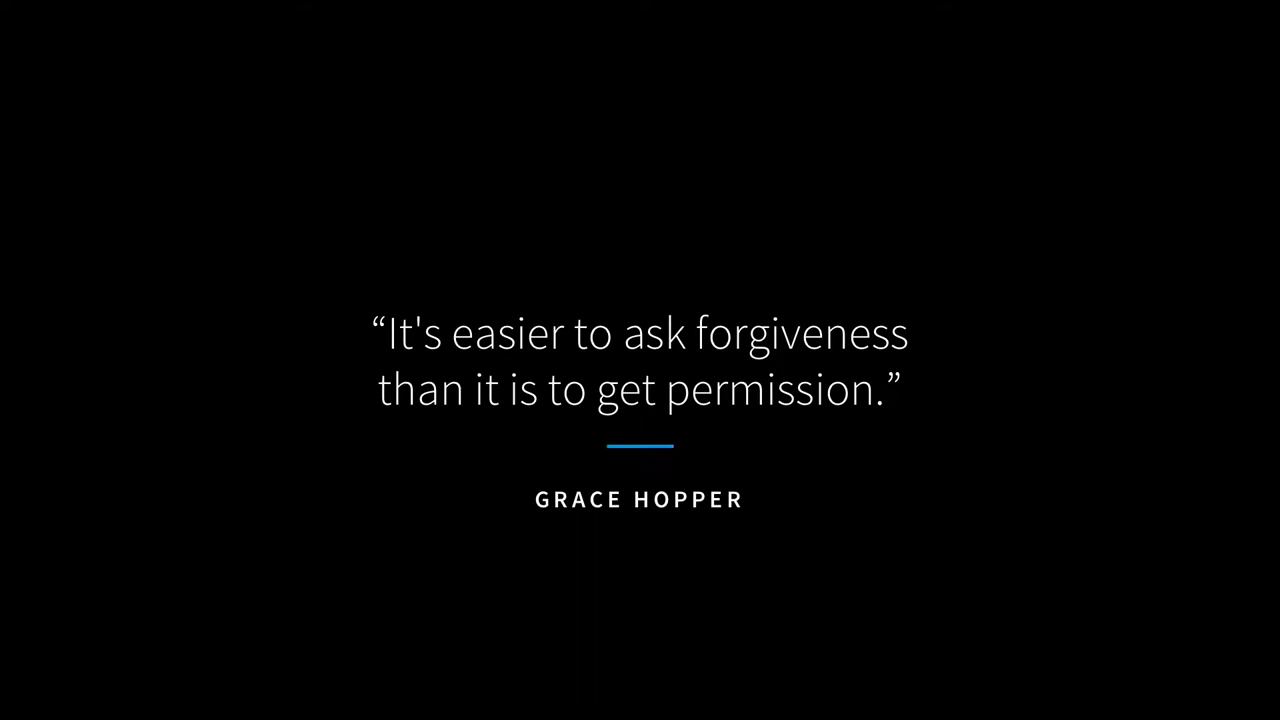 “It's easier to ask forgiveness
than it is to get permission.”
GRACE HOPPER